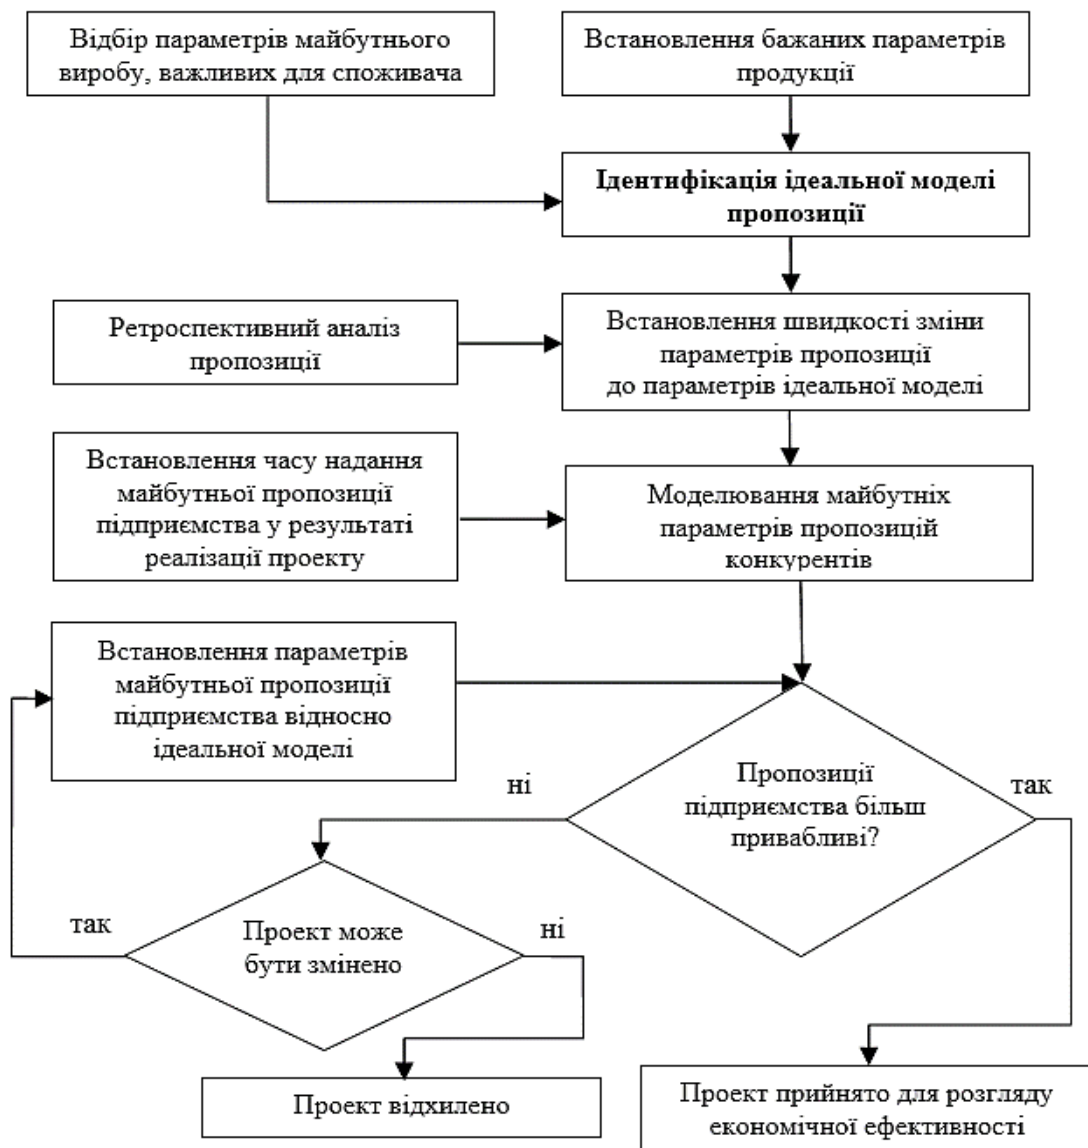 Відбір параметрів майбутнього
виробу, важливих для споживача
Встановлення бажаних параметрів
продукції
Ідентифікація ідеальної моделі
пропозиції
Ретроспективний аналіз
пропозиції
Встановлення швидкості зміни
параметрів пропозиції
до параметрів ідеальної моделі
Встановлення часу надання
майбутньої пропозиції
підприємства у результаті
реалізації проекту
Моделювання майбутніх
параметрів пропозицій
конкурентів
Встановлення параметрів
майбутньої пропозиції
підприємства відносно
ідеальної моделі
ні
Пропозиції
підприємства більш
привабливі?
так
так
Проект може
бути змінено
ні
Проект відхилено
Проект прийнято для розгляду
економічної ефективності